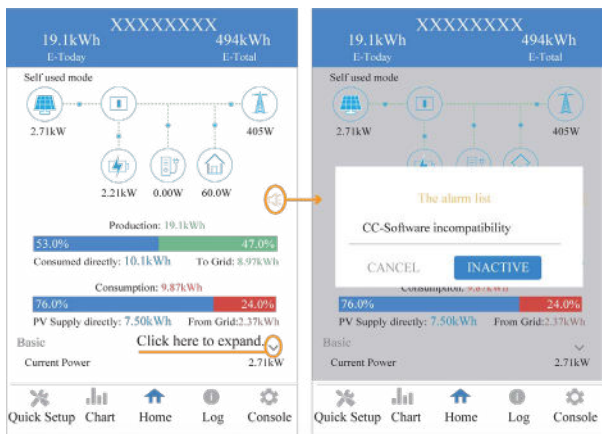 XXXXXXXX
19.1kWh 494kWh
E-Today E-Total
Self used mode
2.71kW 405W
2.21kW 0.00W 60.0W
Production: 19.1kWh
53.0% 47.0%
Consumed directly: 10.1kWh To Grid: 8.97kWh
Consumption: 9.87kWh
76.0% 24.0%
PV Supply directly: 7.50kWh From Grid:2.37kWh
Basic Click here to expand.
Current Power 2.71kW
Quick Setup Chart Home Log Console
XXXXXXXX
19.1kWh 494kWh
E-Today E-Total
Self used mode
2.71kW 405W
The alarm list
CC-Software incompatibility
CANCEL INACTIVE
Consumption: 9.87kWh
76.0% 24.0%
PV Supply directly: 7.50kWh From Grid:2.37kWh
Basic
Current Power 2.71kW
Quick Setup Chart Home Log Console